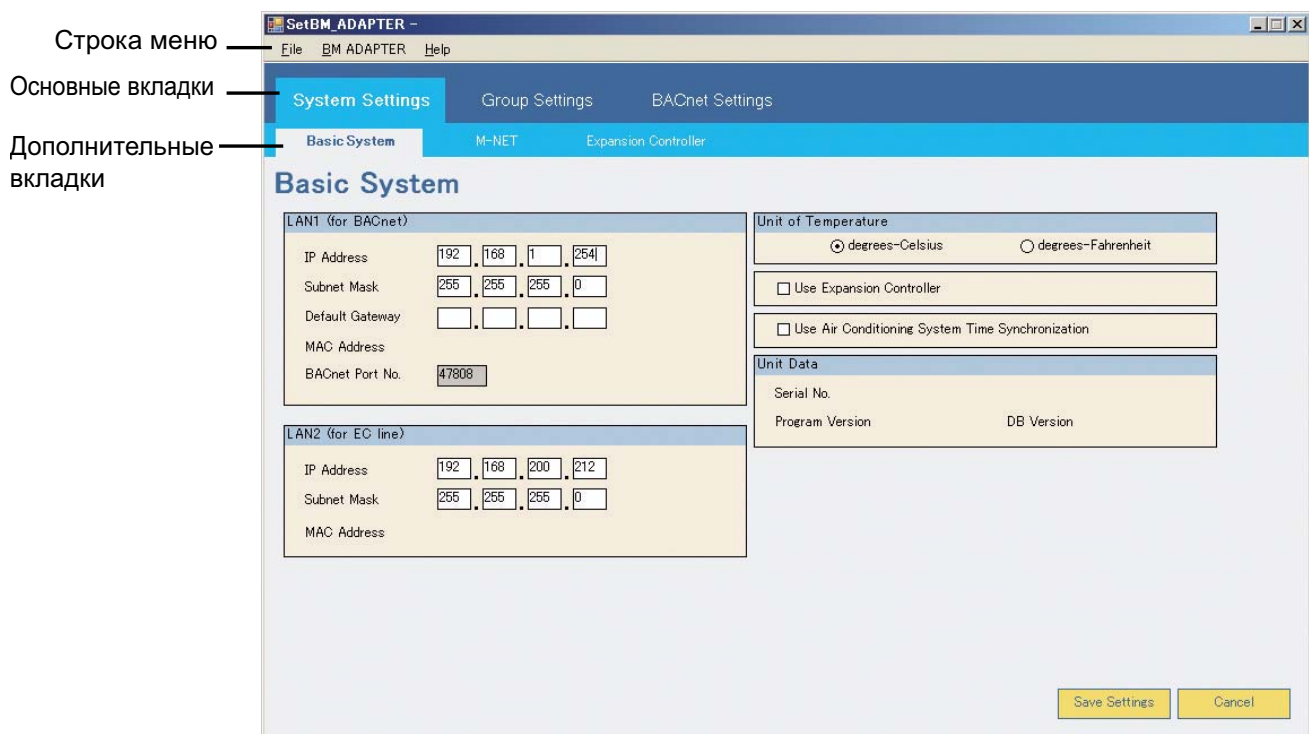 SetBM_ADAPTER -
Строка меню
File BM ADAPTER Help
Основные вкладки
System Settings Group Settings BACnet Settings
Дополнительные
вкладки
Basic System M-NET Expansion Controller
Basic System
LAN1 (for BACnet)
IP Address 192 . 168 . 1 . 254
Subnet Mask 255 . 255 . 255 . 0
Default Gateway . . .
MAC Address
BACnet Port No. 47808
LAN2 (for EC line)
IP Address 192 . 168 . 200 . 212
Subnet Mask 255 . 255 . 255 . 0
MAC Address
Unit of Temperature
degrees-Celsius degrees-Fahrenheit
Use Expansion Controller
Use Air Conditioning System Time Synchronization
Unit Data
Serial No.
Program Version DB Version
Save Settings Cancel